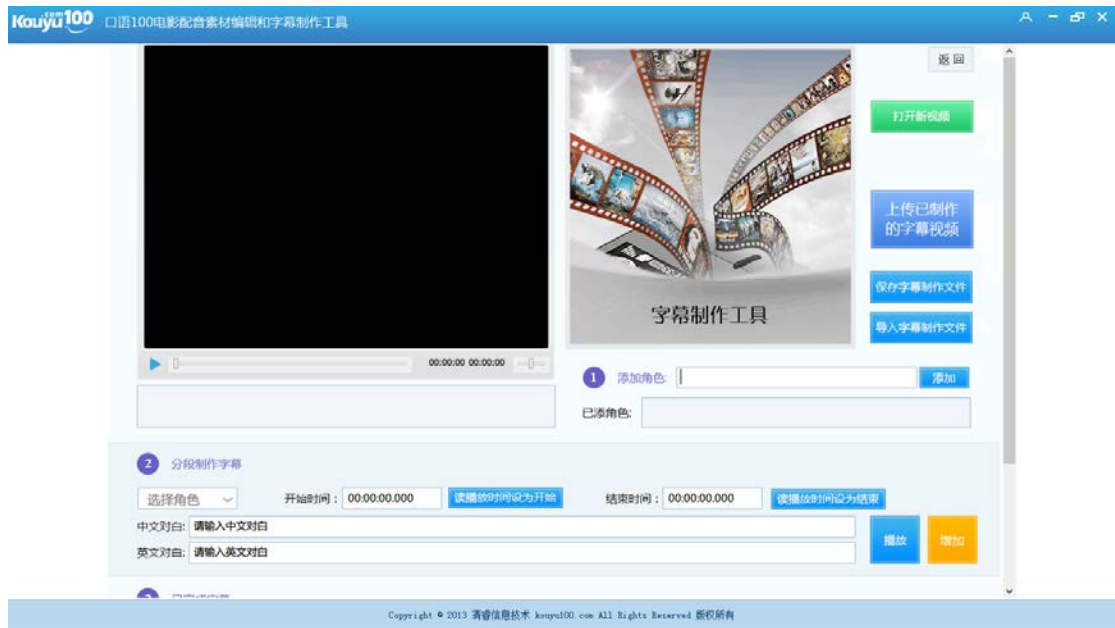 Kouyu100.com 口语100电影配音素材编辑和字幕制作工具
返 回
打开新视频
上传已制作
的字幕视频
保存字幕制作文件
导入字幕制作文件
字幕制作工具
00:00:00 00:00:00
1 添加角色: 添加
已添角色:
2 分段制作字幕
选择角色 开始时间: 00:00:00.000 读播放时间设为开始 结束时间: 00:00:00.000 读播放时间设为结束
中文对白: 请输入中文对白
英文对白: 请输入英文对白
播放 增加
Copyright © 2013 清睿信息技术 kouyu100.com All Rights Reserved 版权所有